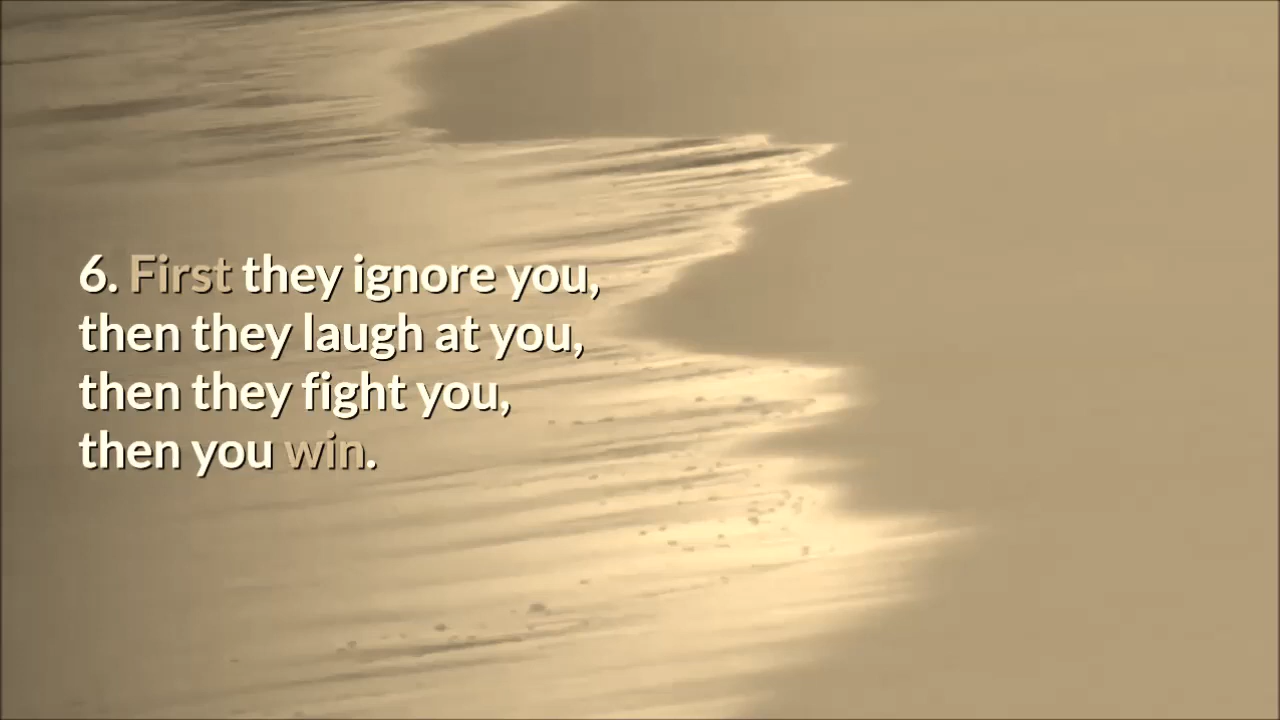 6. First they ignore you,
then they laugh at you,
then they fight you,
then you win.